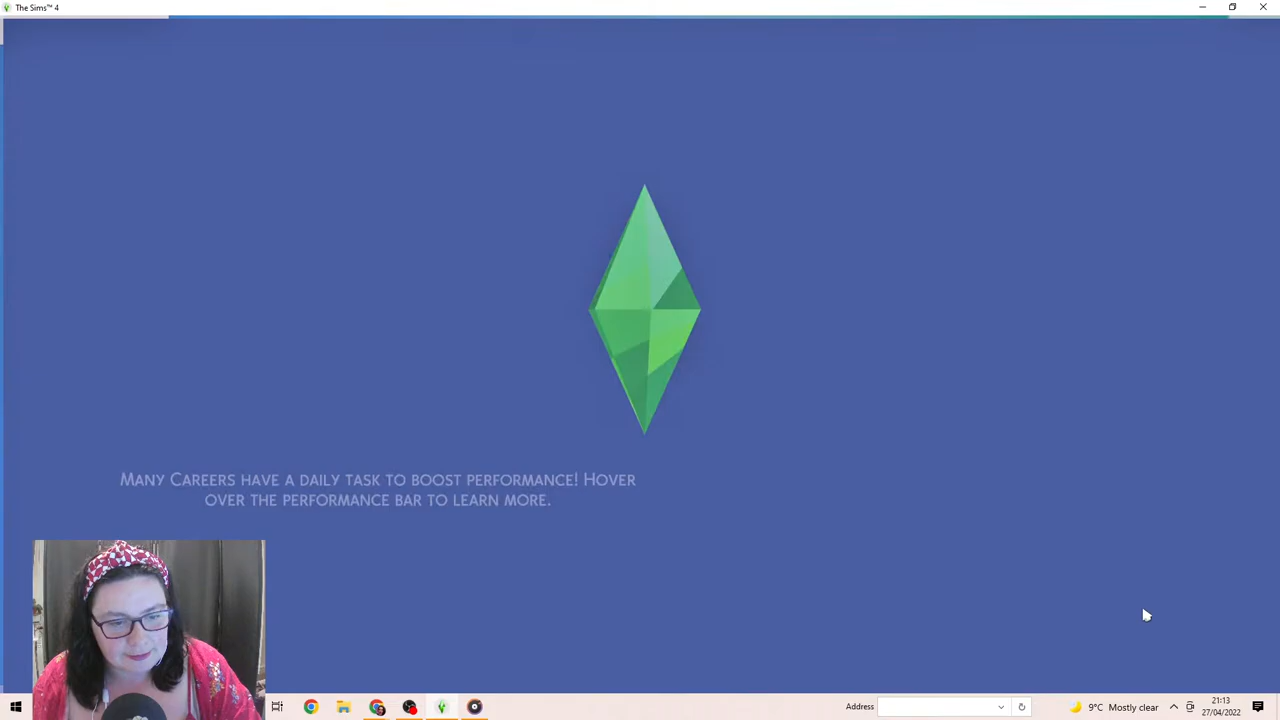 The Sims™ 4
MANY CAREERS HAVE A DAILY TASK TO BOOST PERFORMANCE! HOVER
OVER THE PERFORMANCE BAR TO LEARN MORE.
Address
9°C Mostly clear
21:13
27/04/2022